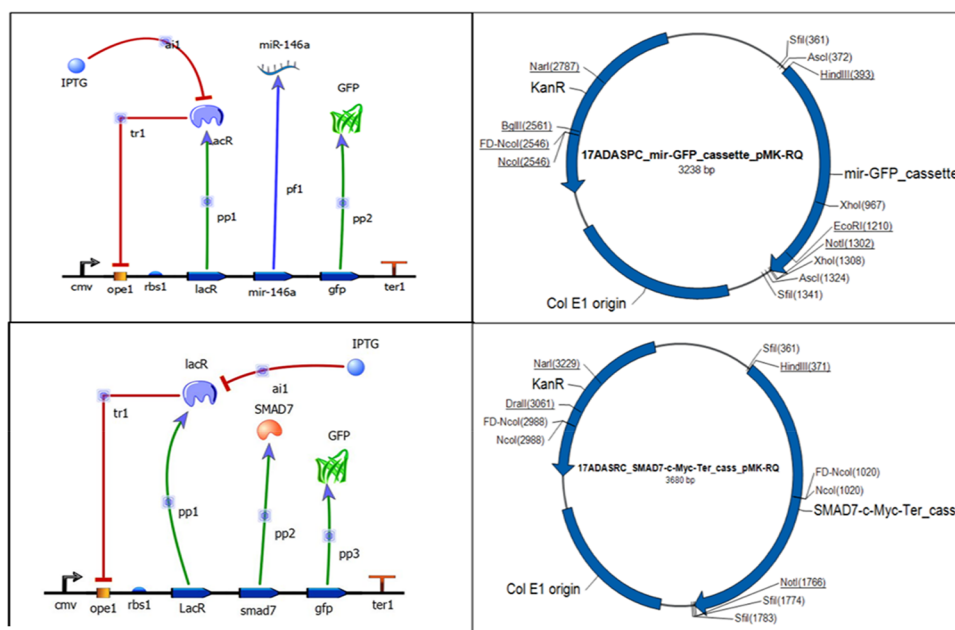 IPTG
ai1
miR-146a
GFP
LacR
tr1
pp1
pf1
pp2
cmv
ope1
rbs1
lacR
mir-146a
gfp
ter1
SfiI(361)
AscI(372)
HindIII(393)
NarI(2787)
KanR
BglII(2561)
FD-NcoI(2546)
NcoI(2546)
17ADASPC_mir-GFP_cassette_pMK-RQ
3238 bp
mir-GFP_cassette
XhoI(967)
EcoRI(1210)
NotI(1302)
XhoI(1308)
AscI(1324)
SfiI(1341)
Col E1 origin
lacR
IPTG
ai1
tr1
SMAD7
GFP
pp1
pp2
pp3
cmv
ope1
rbs1
LacR
smad7
gfp
ter1
SfiI(361)
HindIII(371)
NarI(3229)
KanR
DraII(3061)
FD-NcoI(2988)
NcoI(2988)
17ADASRC_SMAD7-c-Myc-Ter_cass_pMK-RQ
3680 bp
FD-NcoI(1020)
NcoI(1020)
SMAD7-c-Myc-Ter_cass
NotI(1766)
SfiI(1774)
SfiI(1783)
Col E1 origin